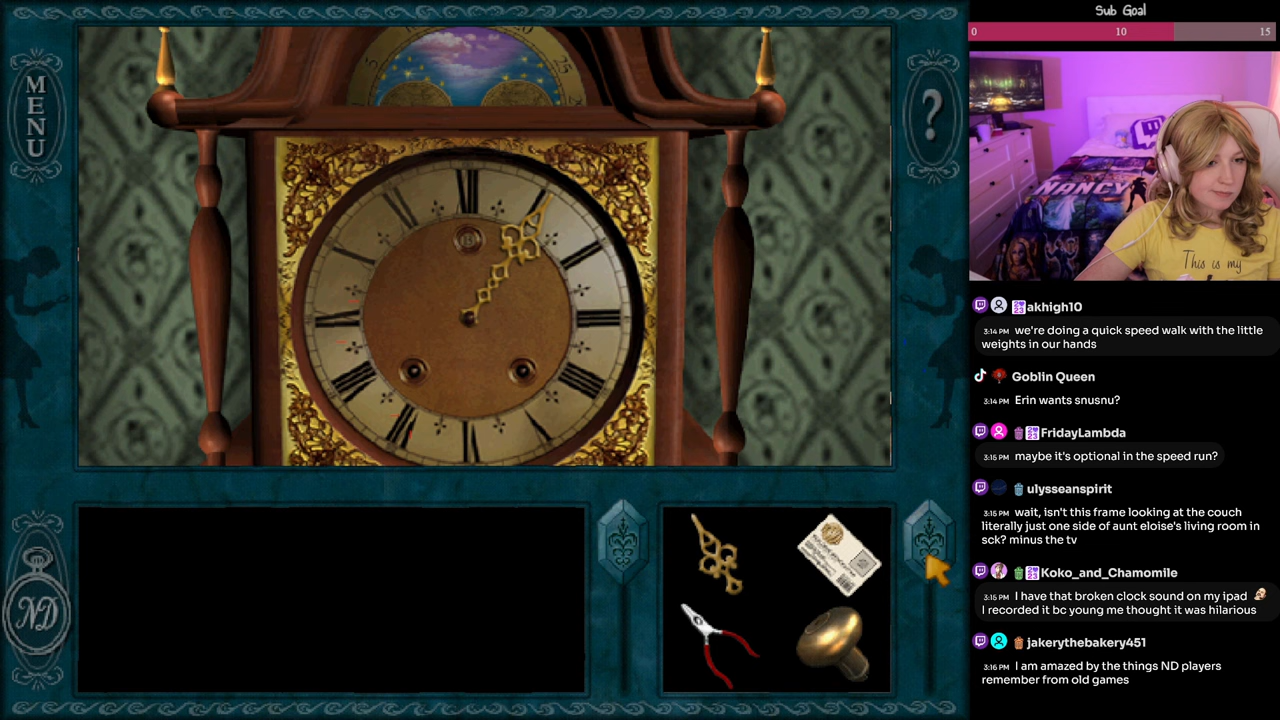 Sub Goal
0 10 15
MENU
?
5
25
NANCY
This is my
akhigh10
3:14 PM we're doing a quick speed walk with the little
weights in our hands
Goblin Queen
3:14 PM Erin wants snusnu?
FridayLambda
3:15 PM maybe it's optional in the speed run?
ulysseanspirit
3:15 PM wait, isn't this frame looking at the couch
literally just one side of aunt eloise's living room in
sck? minus the tv
Koko_and_Chamomile
3:15 PM I have that broken clock sound on my ipad
I recorded it bc young me thought it was hilarious
jakerythebakery451
3:16 PM I am amazed by the things ND players
remember from old games
ND